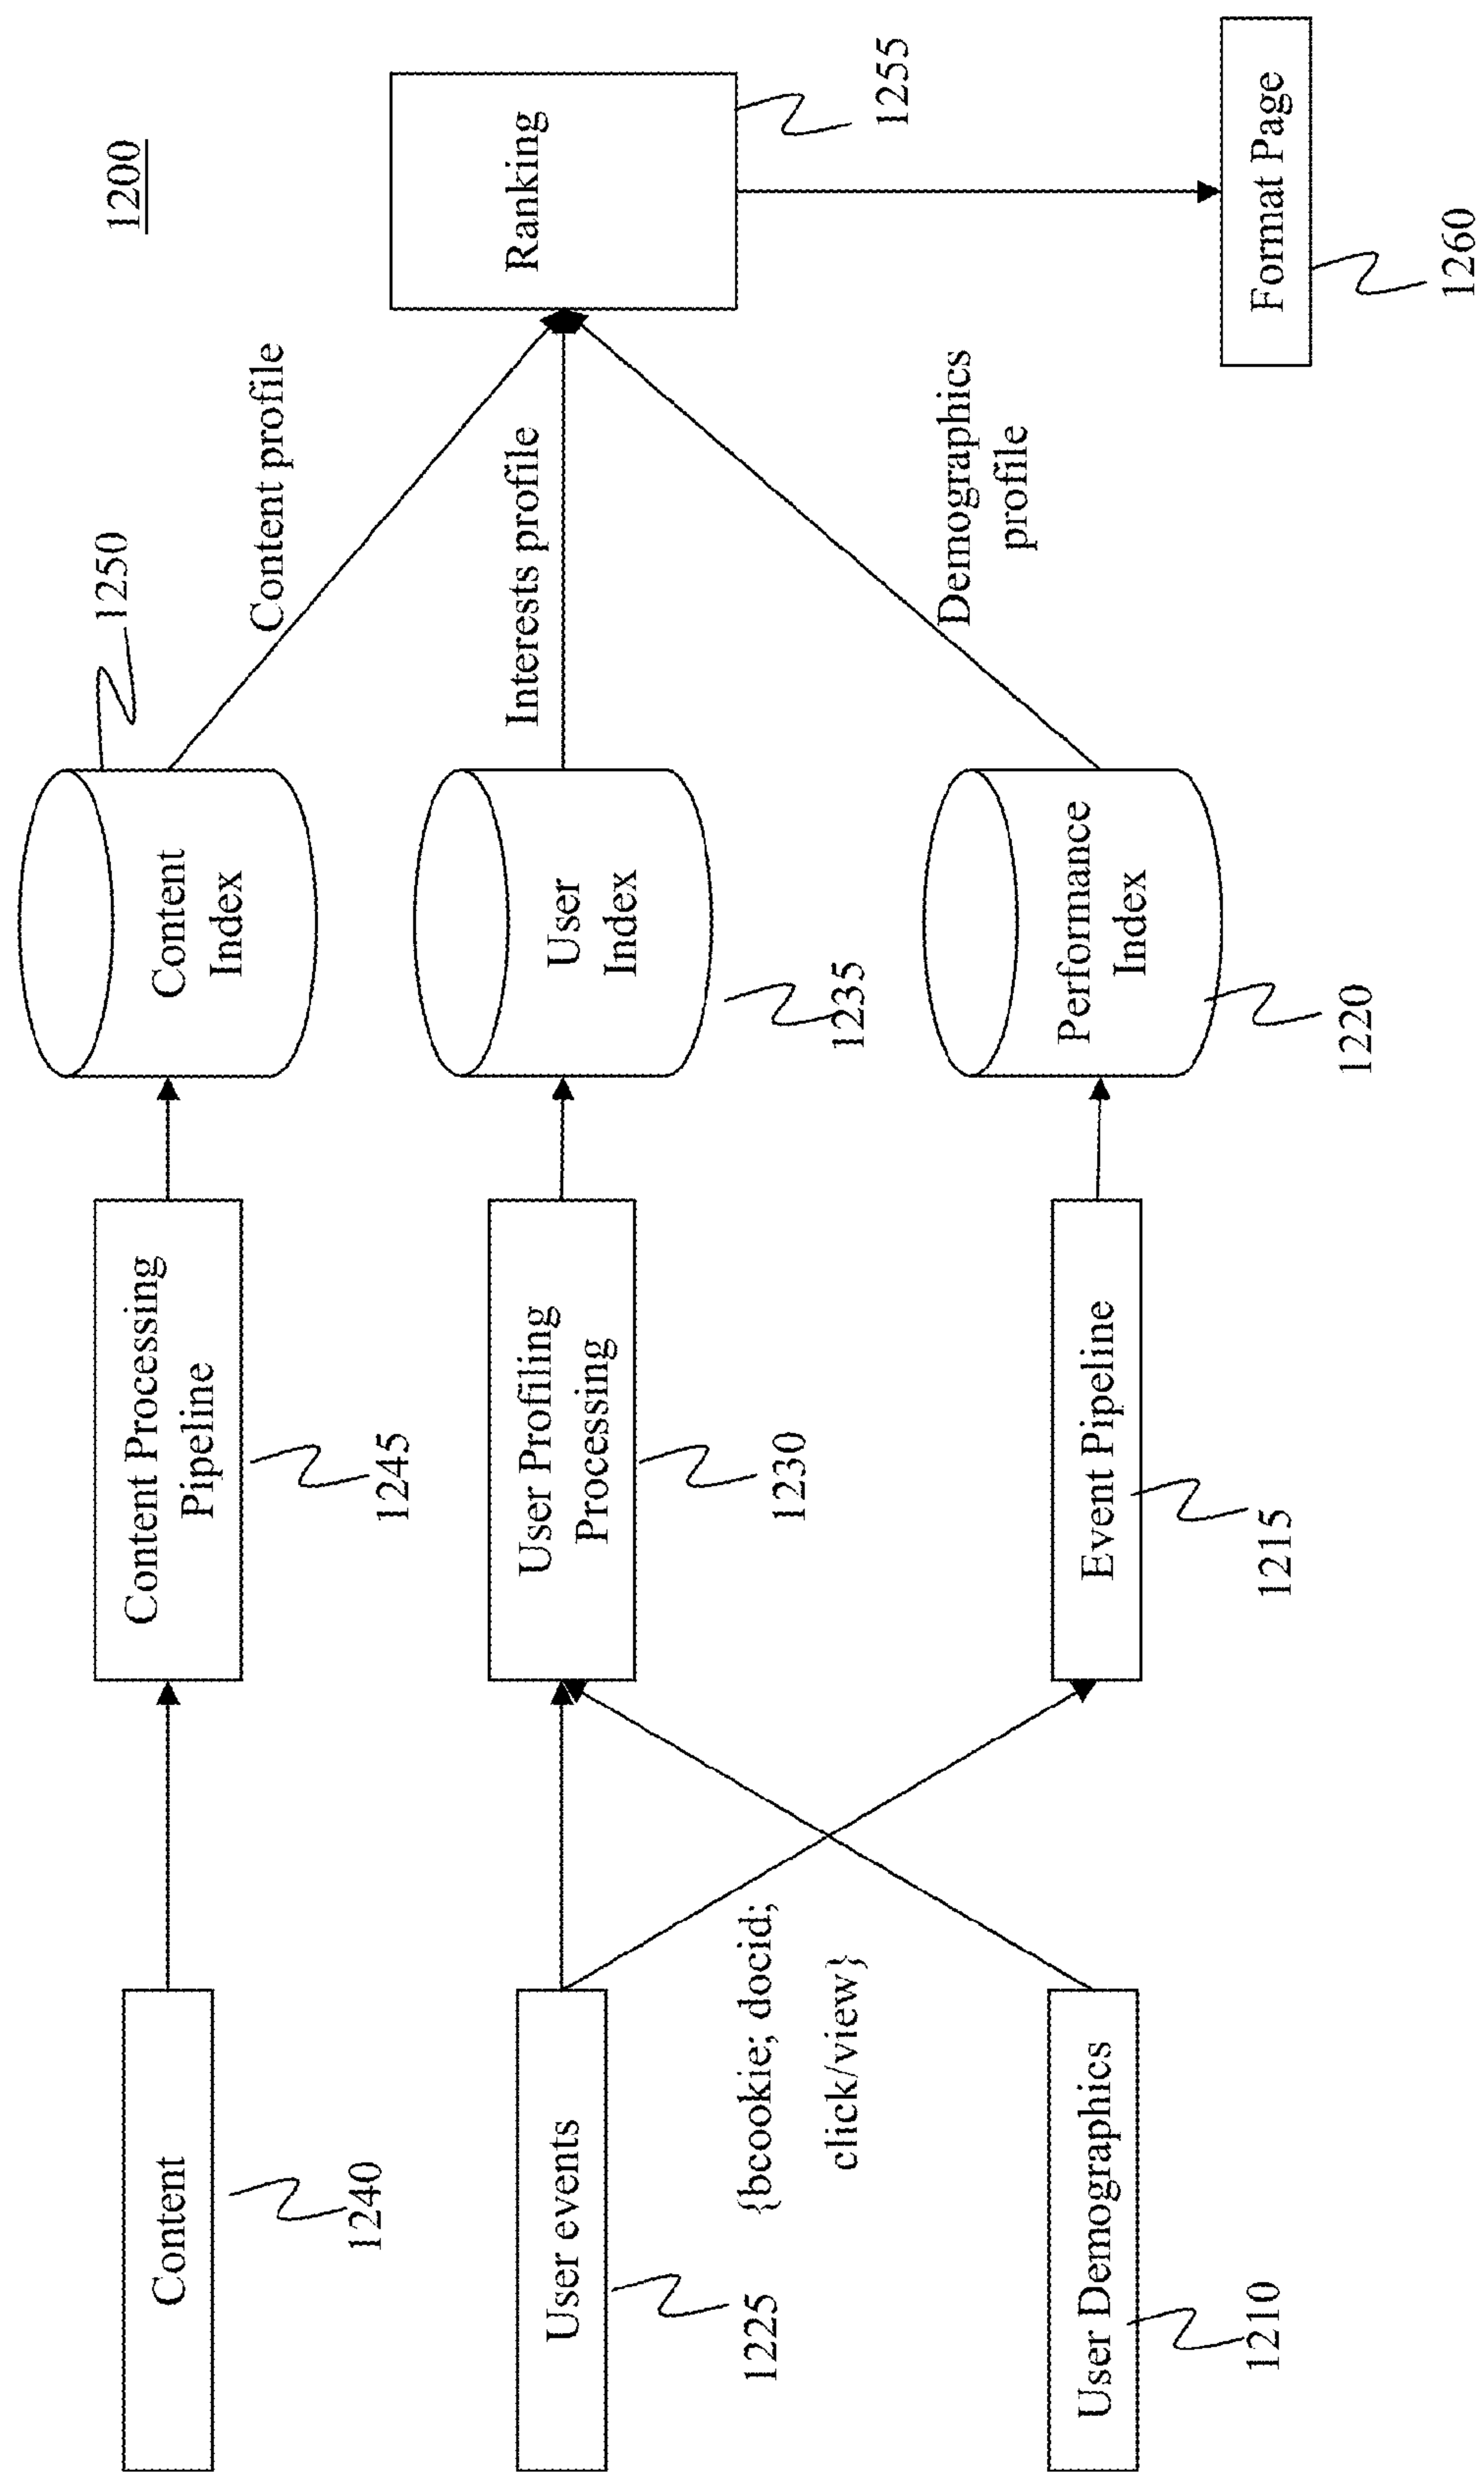 1200
Content
1240
Content Processing
Pipeline
1245
Content
Index
1250
Content profile
User events
1225
{bcookie; docid;
click/view}
User Profiling
Processing
1230
User
Index
1235
Interests profile
Ranking
1255
User Demographics
1210
Event Pipeline
1215
Performance
Index
1220
Demographics
profile
Format Page
1260